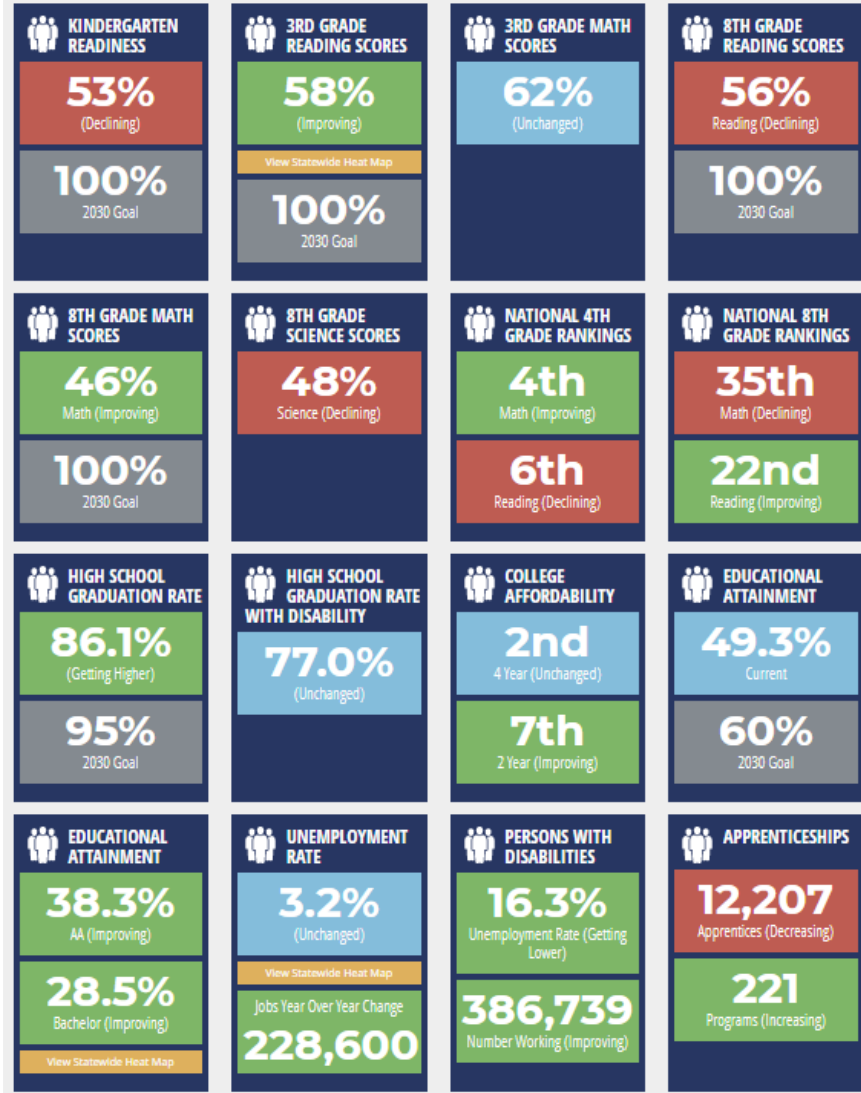 KINDERGARTEN
READINESS
53%
(Declining)
100%
2030 Goal
3RD GRADE
READING SCORES
58%
(Improving)
View Statewide Heat Map
100%
2030 Goal
3RD GRADE MATH
SCORES
62%
(Unchanged)
8TH GRADE
READING SCORES
56%
Reading (Declining)
100%
2030 Goal
8TH GRADE MATH
SCORES
46%
Math (Improving)
100%
2030 Goal
8TH GRADE
SCIENCE SCORES
48%
Science (Declining)
NATIONAL 4TH
GRADE RANKINGS
4th
Math (Improving)
6th
Reading (Declining)
NATIONAL 8TH
GRADE RANKINGS
35th
Math (Declining)
22nd
Reading (Improving)
HIGH SCHOOL
GRADUATION RATE
86.1%
(Getting Higher)
95%
2030 Goal
HIGH SCHOOL
GRADUATION RATE
WITH DISABILITY
77.0%
(Unchanged)
COLLEGE
AFFORDABILITY
2nd
4 Year (Unchanged)
7th
2 Year (Improving)
EDUCATIONAL
ATTAINMENT
49.3%
Current
60%
2030 Goal
EDUCATIONAL
ATTAINMENT
38.3%
AA (Improving)
28.5%
Bachelor (Improving)
View Statewide Heat Map
UNEMPLOYMENT
RATE
3.2%
(Unchanged)
View Statewide Heat Map
Jobs Year Over Year Change
228,600
PERSONS WITH
DISABILITIES
16.3%
Unemployment Rate (Getting
Lower)
386,739
Number Working (Improving)
APPRENTICESHIPS
12,207
Apprentices (Decreasing)
221
Programs (Increasing)